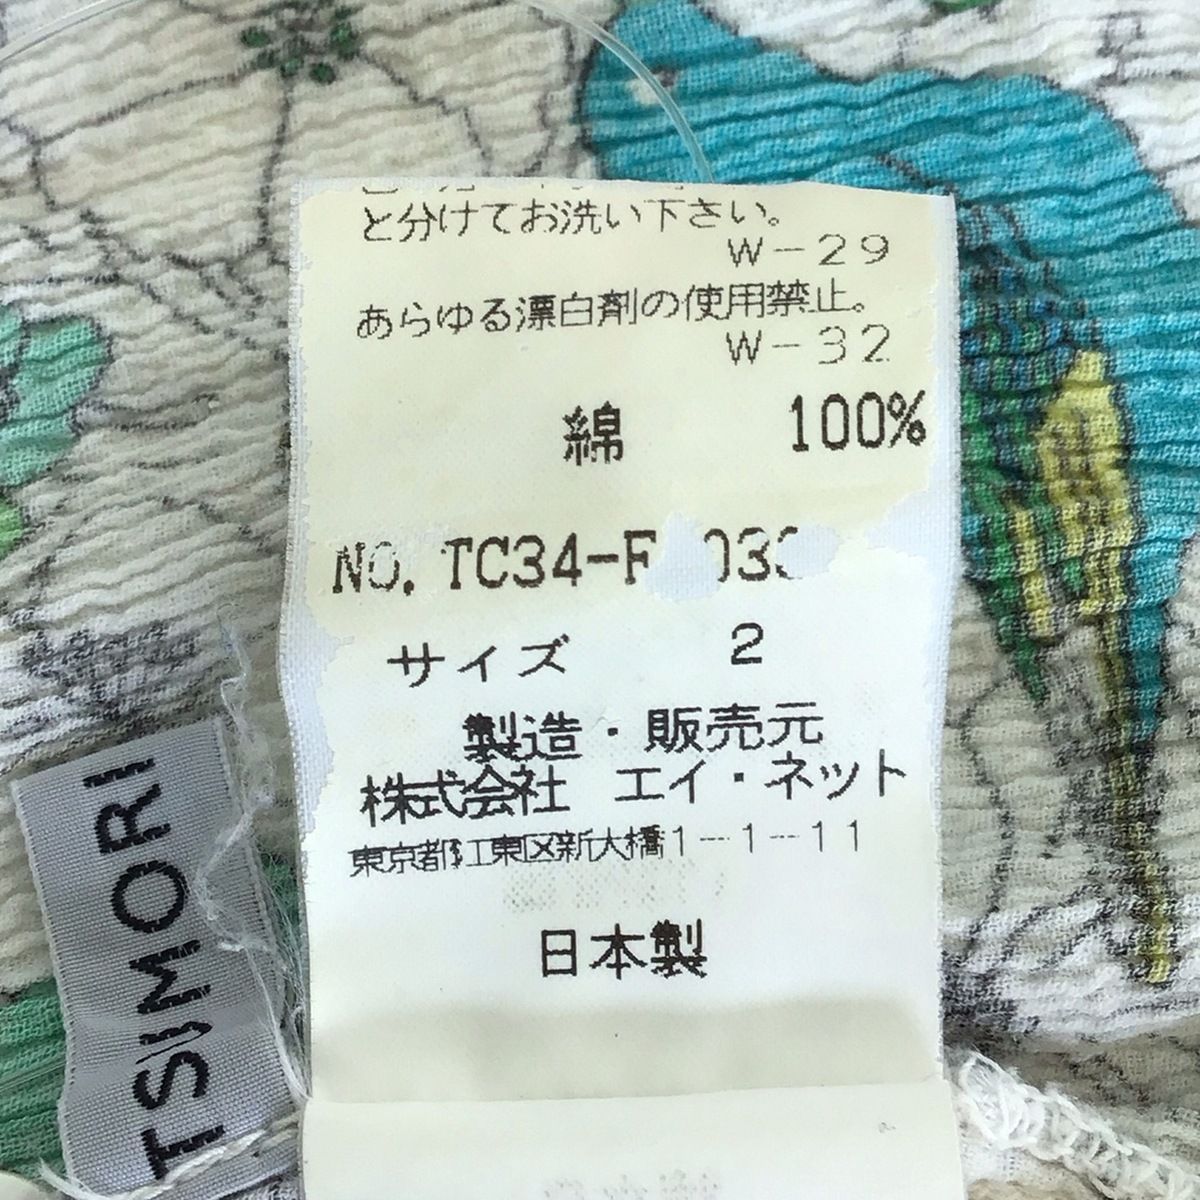 と分けてお洗い下さい。
W-29
あらゆる漂白剤の使用禁止。
W-32
綿 100%
NO. TC34-F
サイズ 2
製造・販売元
株式会社 エイ・ネット
東京都江東区新大橋1-1-11
日本製
TSUMORI